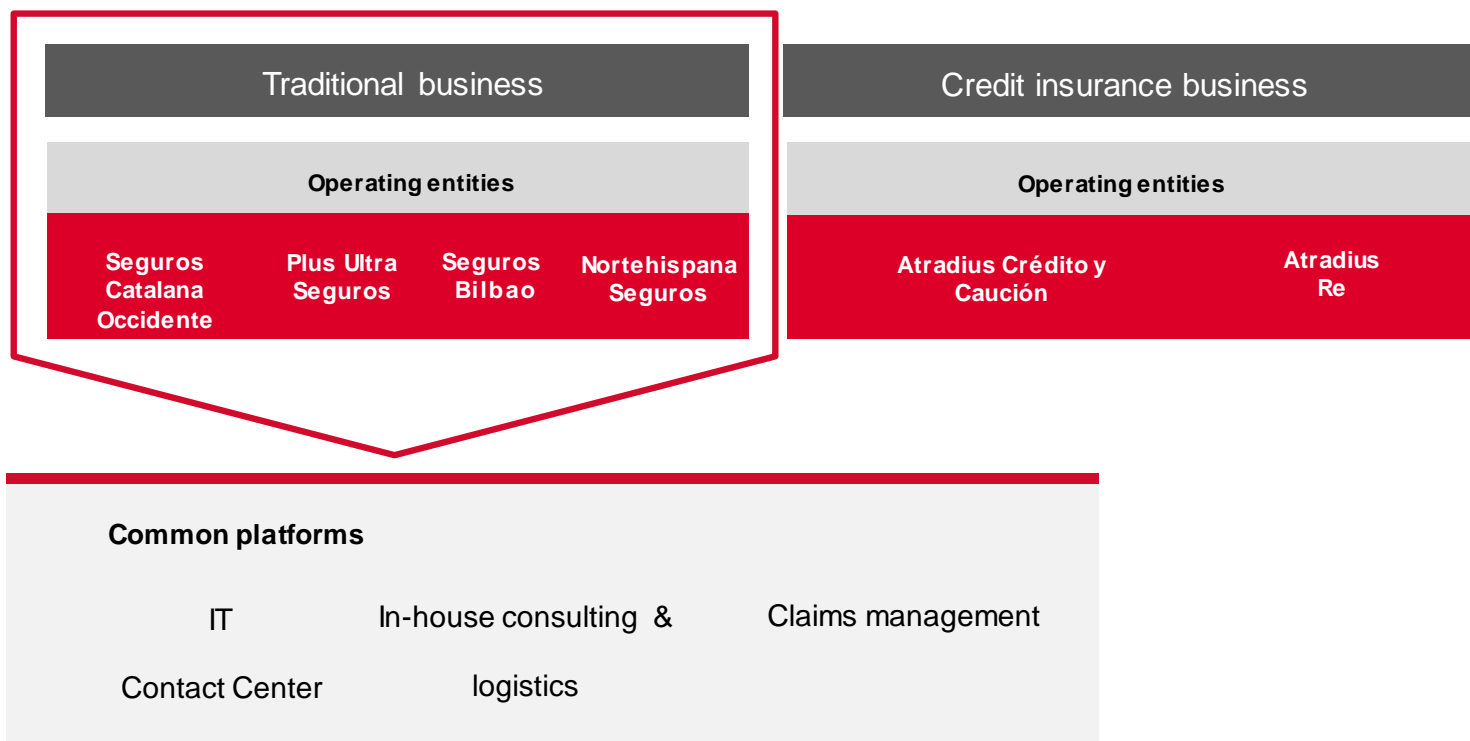 Traditional business
Credit insurance business
Operating entities
Operating entities
Seguros
Catalana
Occidente
Plus Ultra
Seguros
Seguros
Bilbao
Nortehispana
Seguros
Atradius Crédito y
Caución
Atradius
Re
Common platforms
IT
In-house consulting &
logistics
Claims management
Contact Center